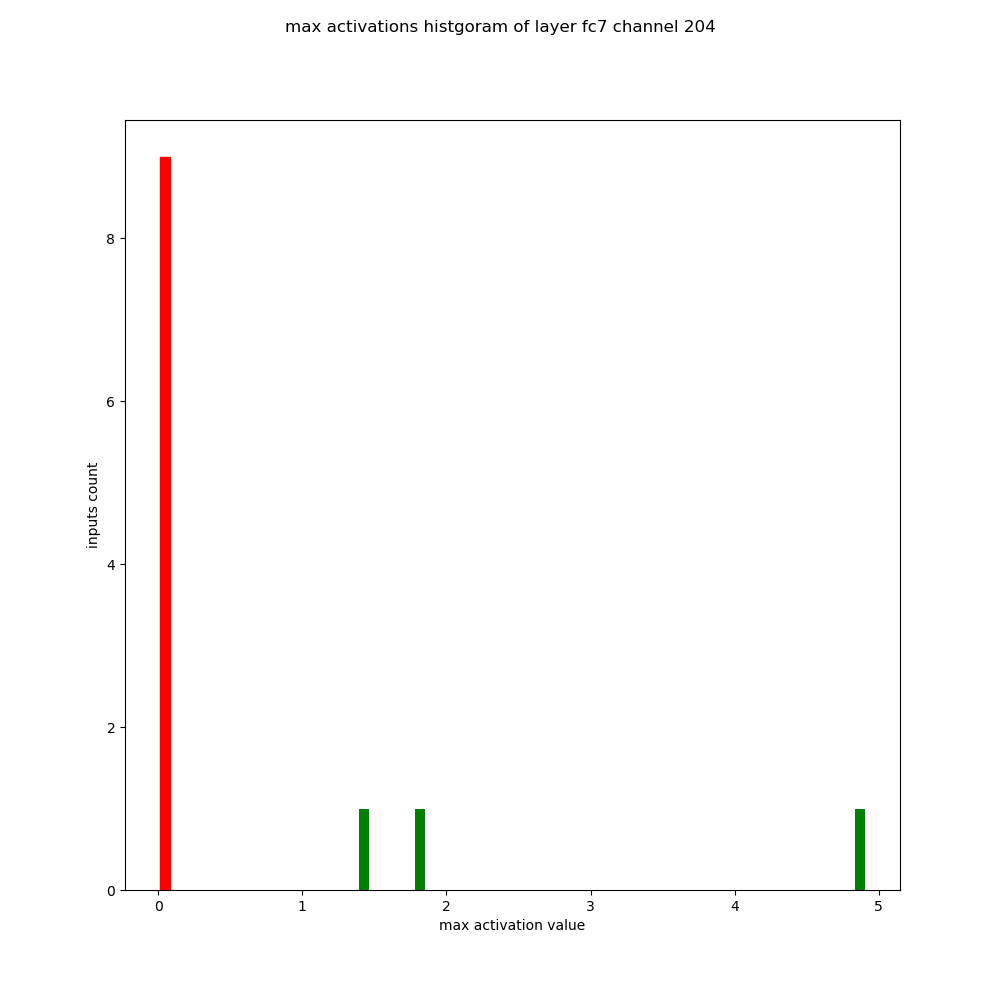 max activations histgoram of layer fc7 channel 204
8
6
4
2
0
inputs count
0 1 2 3 4 5
max activation value